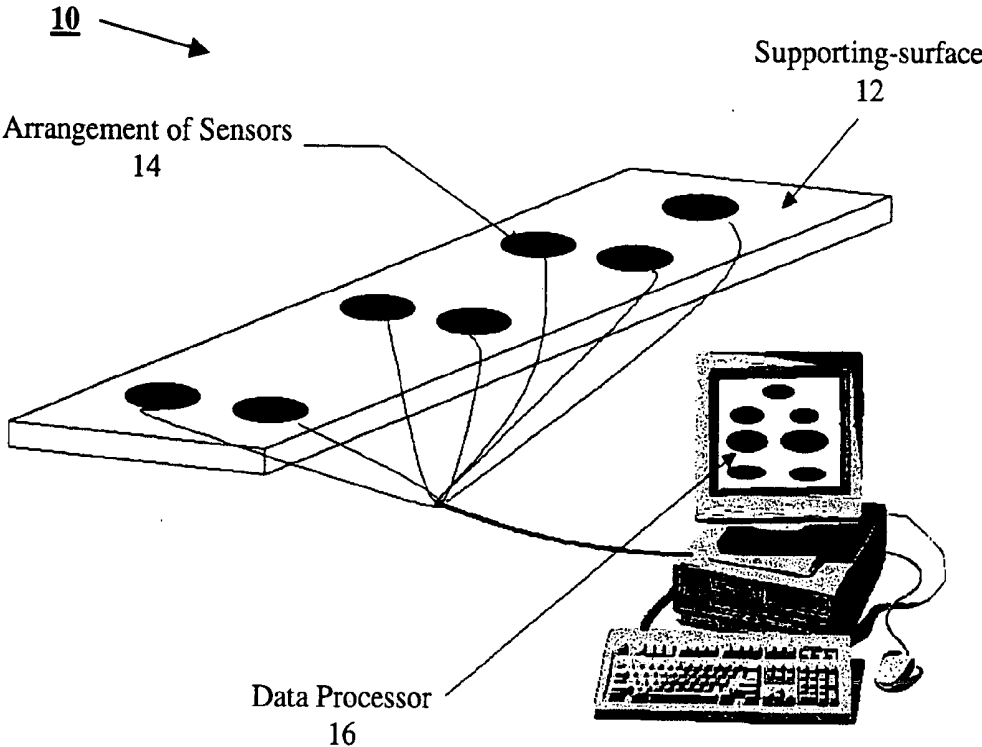 10
Supporting-surface
12
Arrangement of Sensors
14
Data Processor
16